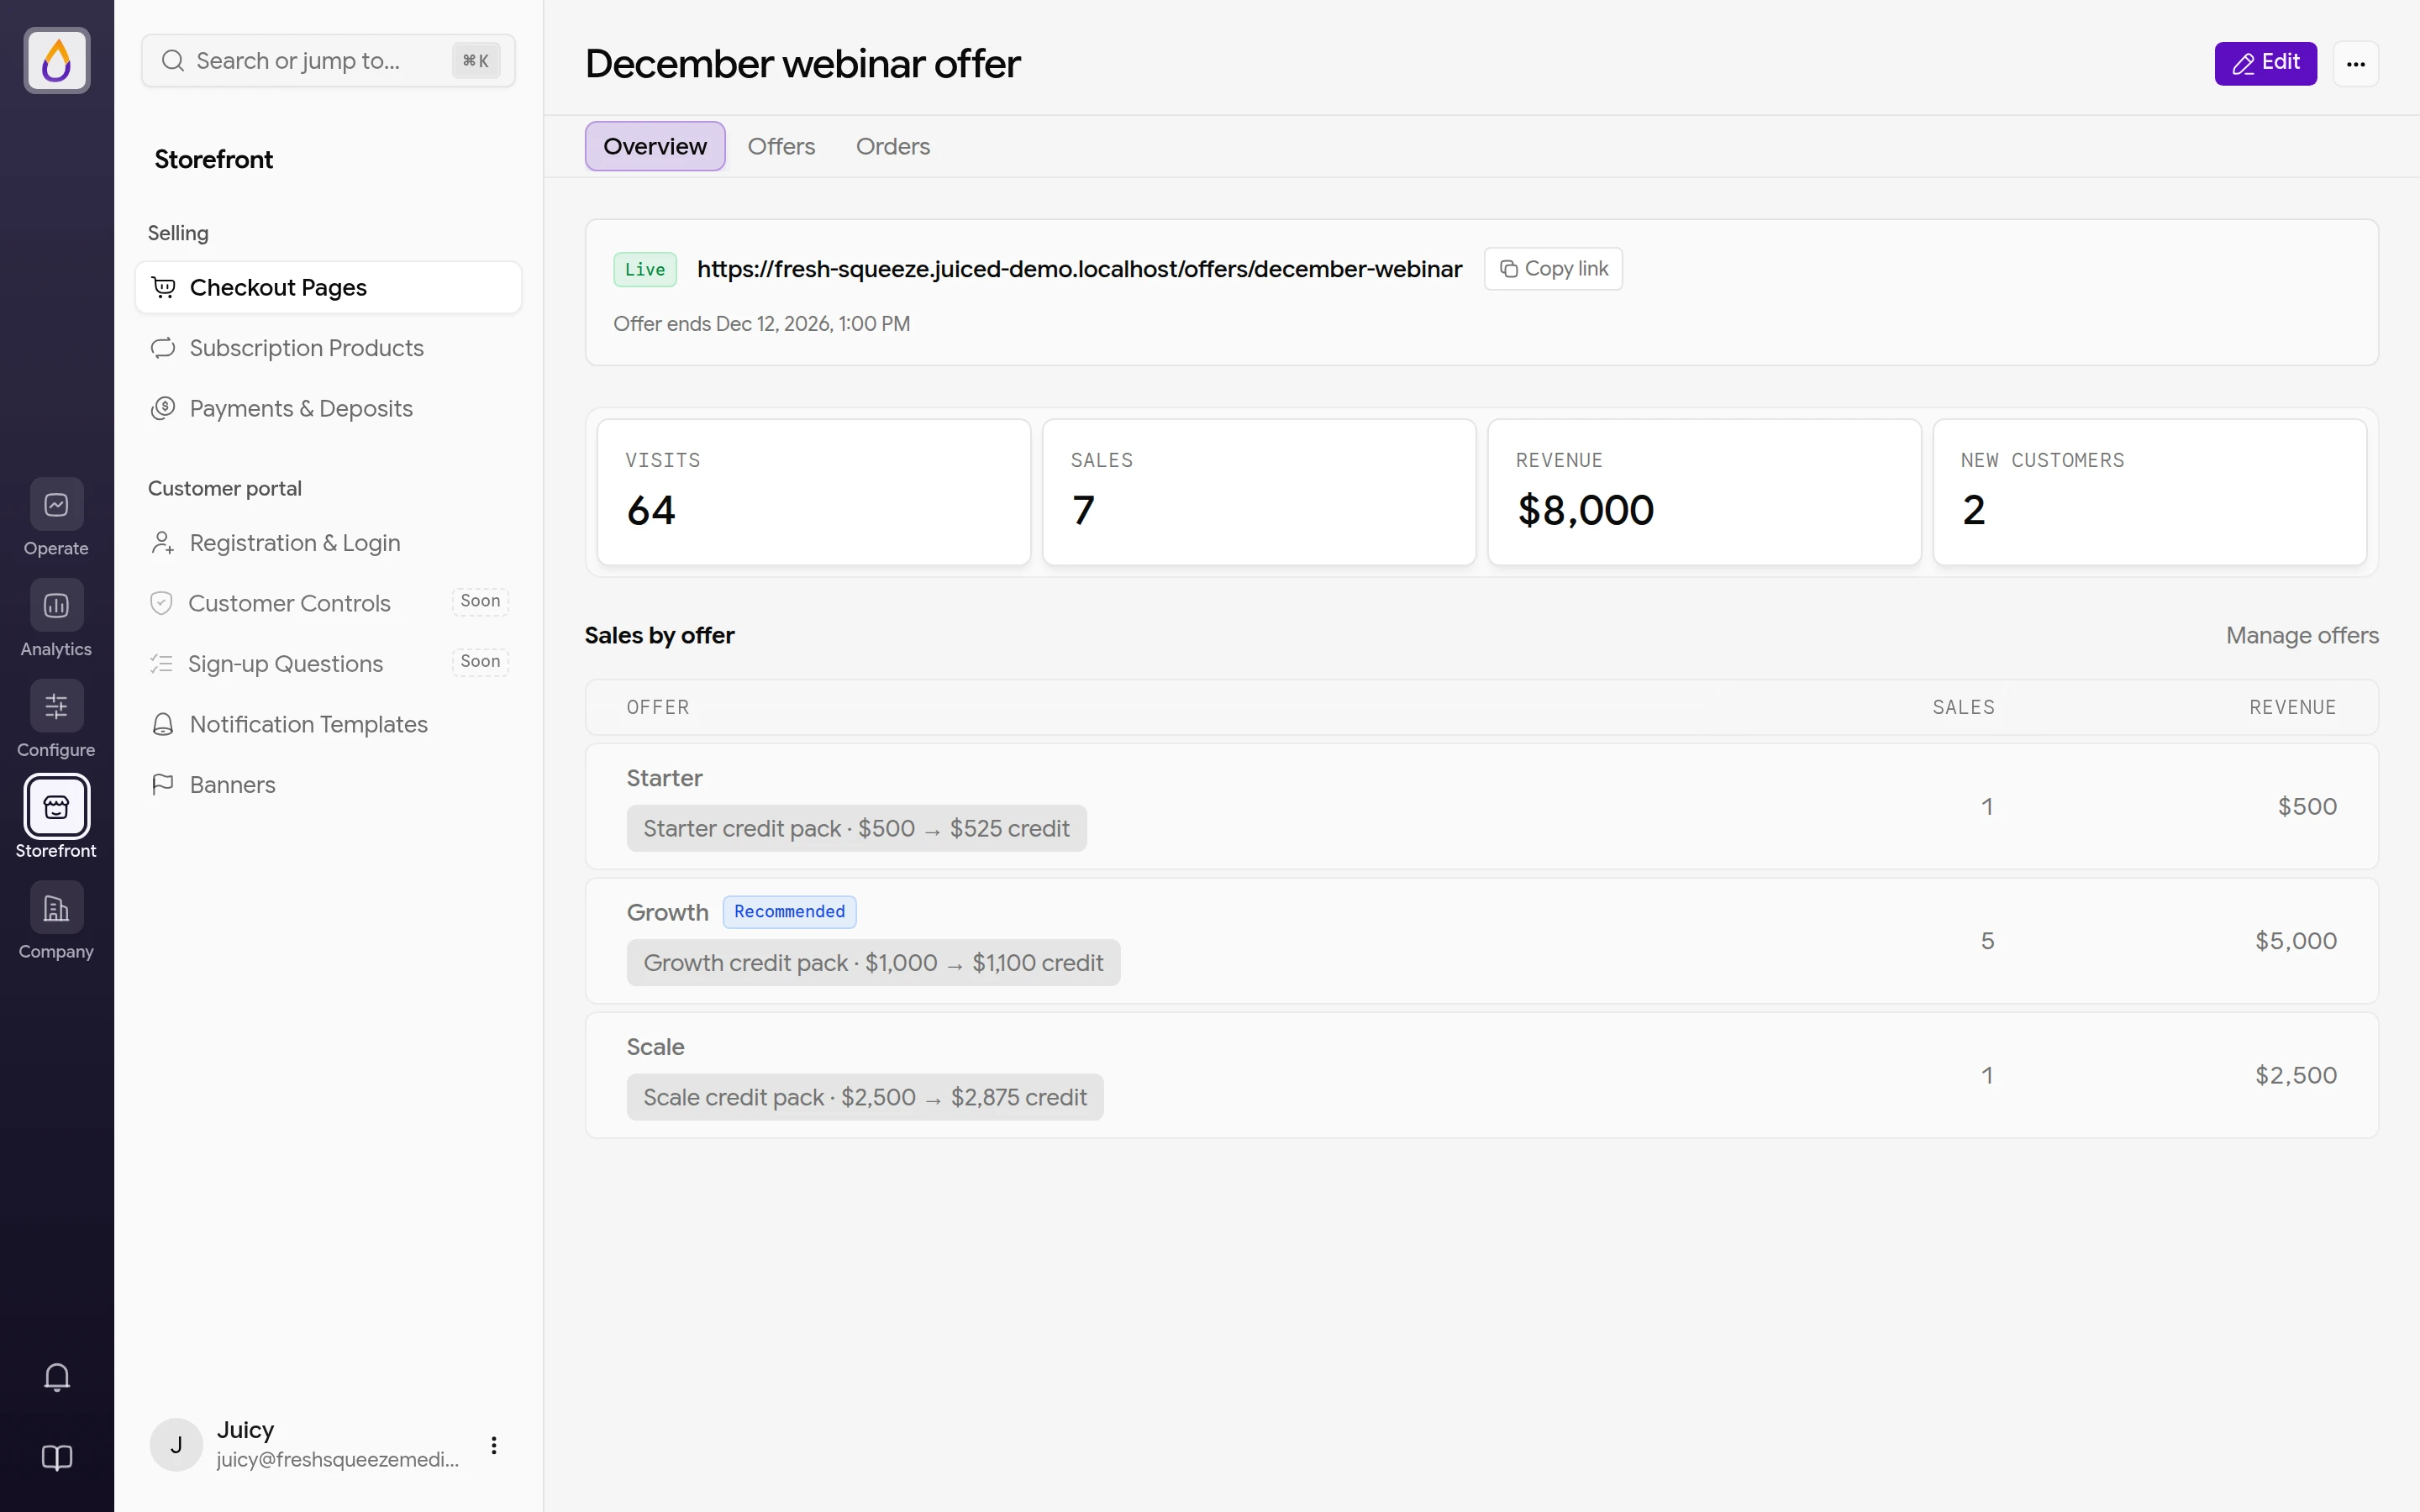 Search or jump to...
⌘K
Storefront
Selling
Checkout Pages
Subscription Products
Payments & Deposits
Customer portal
Registration & Login
Customer Controls
Soon
Sign-up Questions
Soon
Notification Templates
Banners
Operate
Analytics
Configure
Storefront
Company
J
Juicy
juicy@freshsqueezemedi...
December webinar offer
Edit
Overview
Offers
Orders
Live
https://fresh-squeeze.juiced-demo.localhost/offers/december-webinar
Copy link
Offer ends Dec 12, 2026, 1:00 PM
VISITS
64
SALES
7
REVENUE
$8,000
NEW CUSTOMERS
2
Sales by offer
Manage offers
OFFER
SALES
REVENUE
Starter
Starter credit pack · $500 → $525 credit
1
$500
Growth
Recommended
Growth credit pack · $1,000 → $1,100 credit
5
$5,000
Scale
Scale credit pack · $2,500 → $2,875 credit
1
$2,500